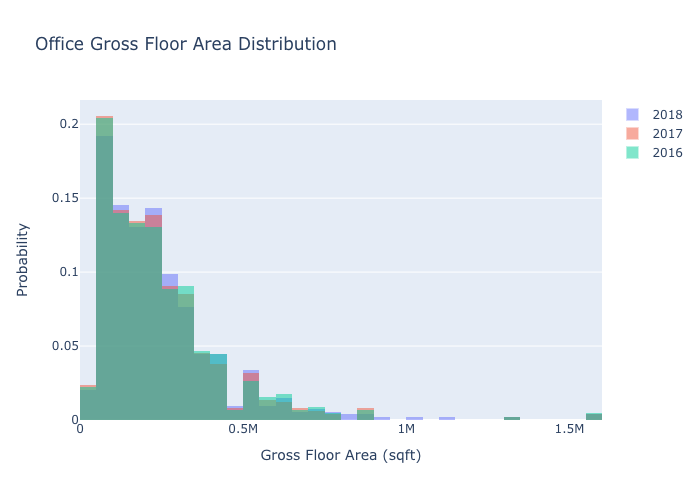 Office Gross Floor Area Distribution
2018
2017
2016
0.2
0.15
0.1
0.05
0
Probability
0
0.5M
1M
1.5M
Gross Floor Area (sqft)